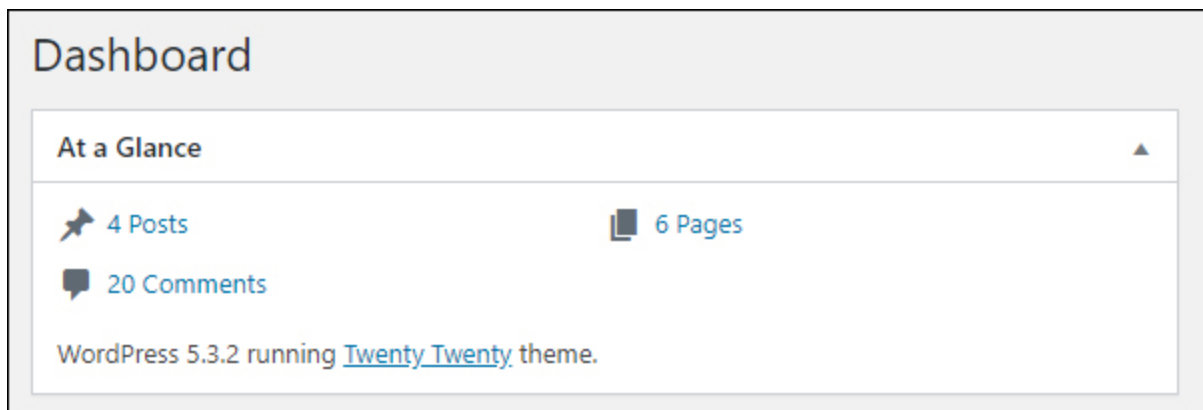 Dashboard
At a Glance
4 Posts
6 Pages
20 Comments
WordPress 5.3.2 running Twenty Twenty theme.